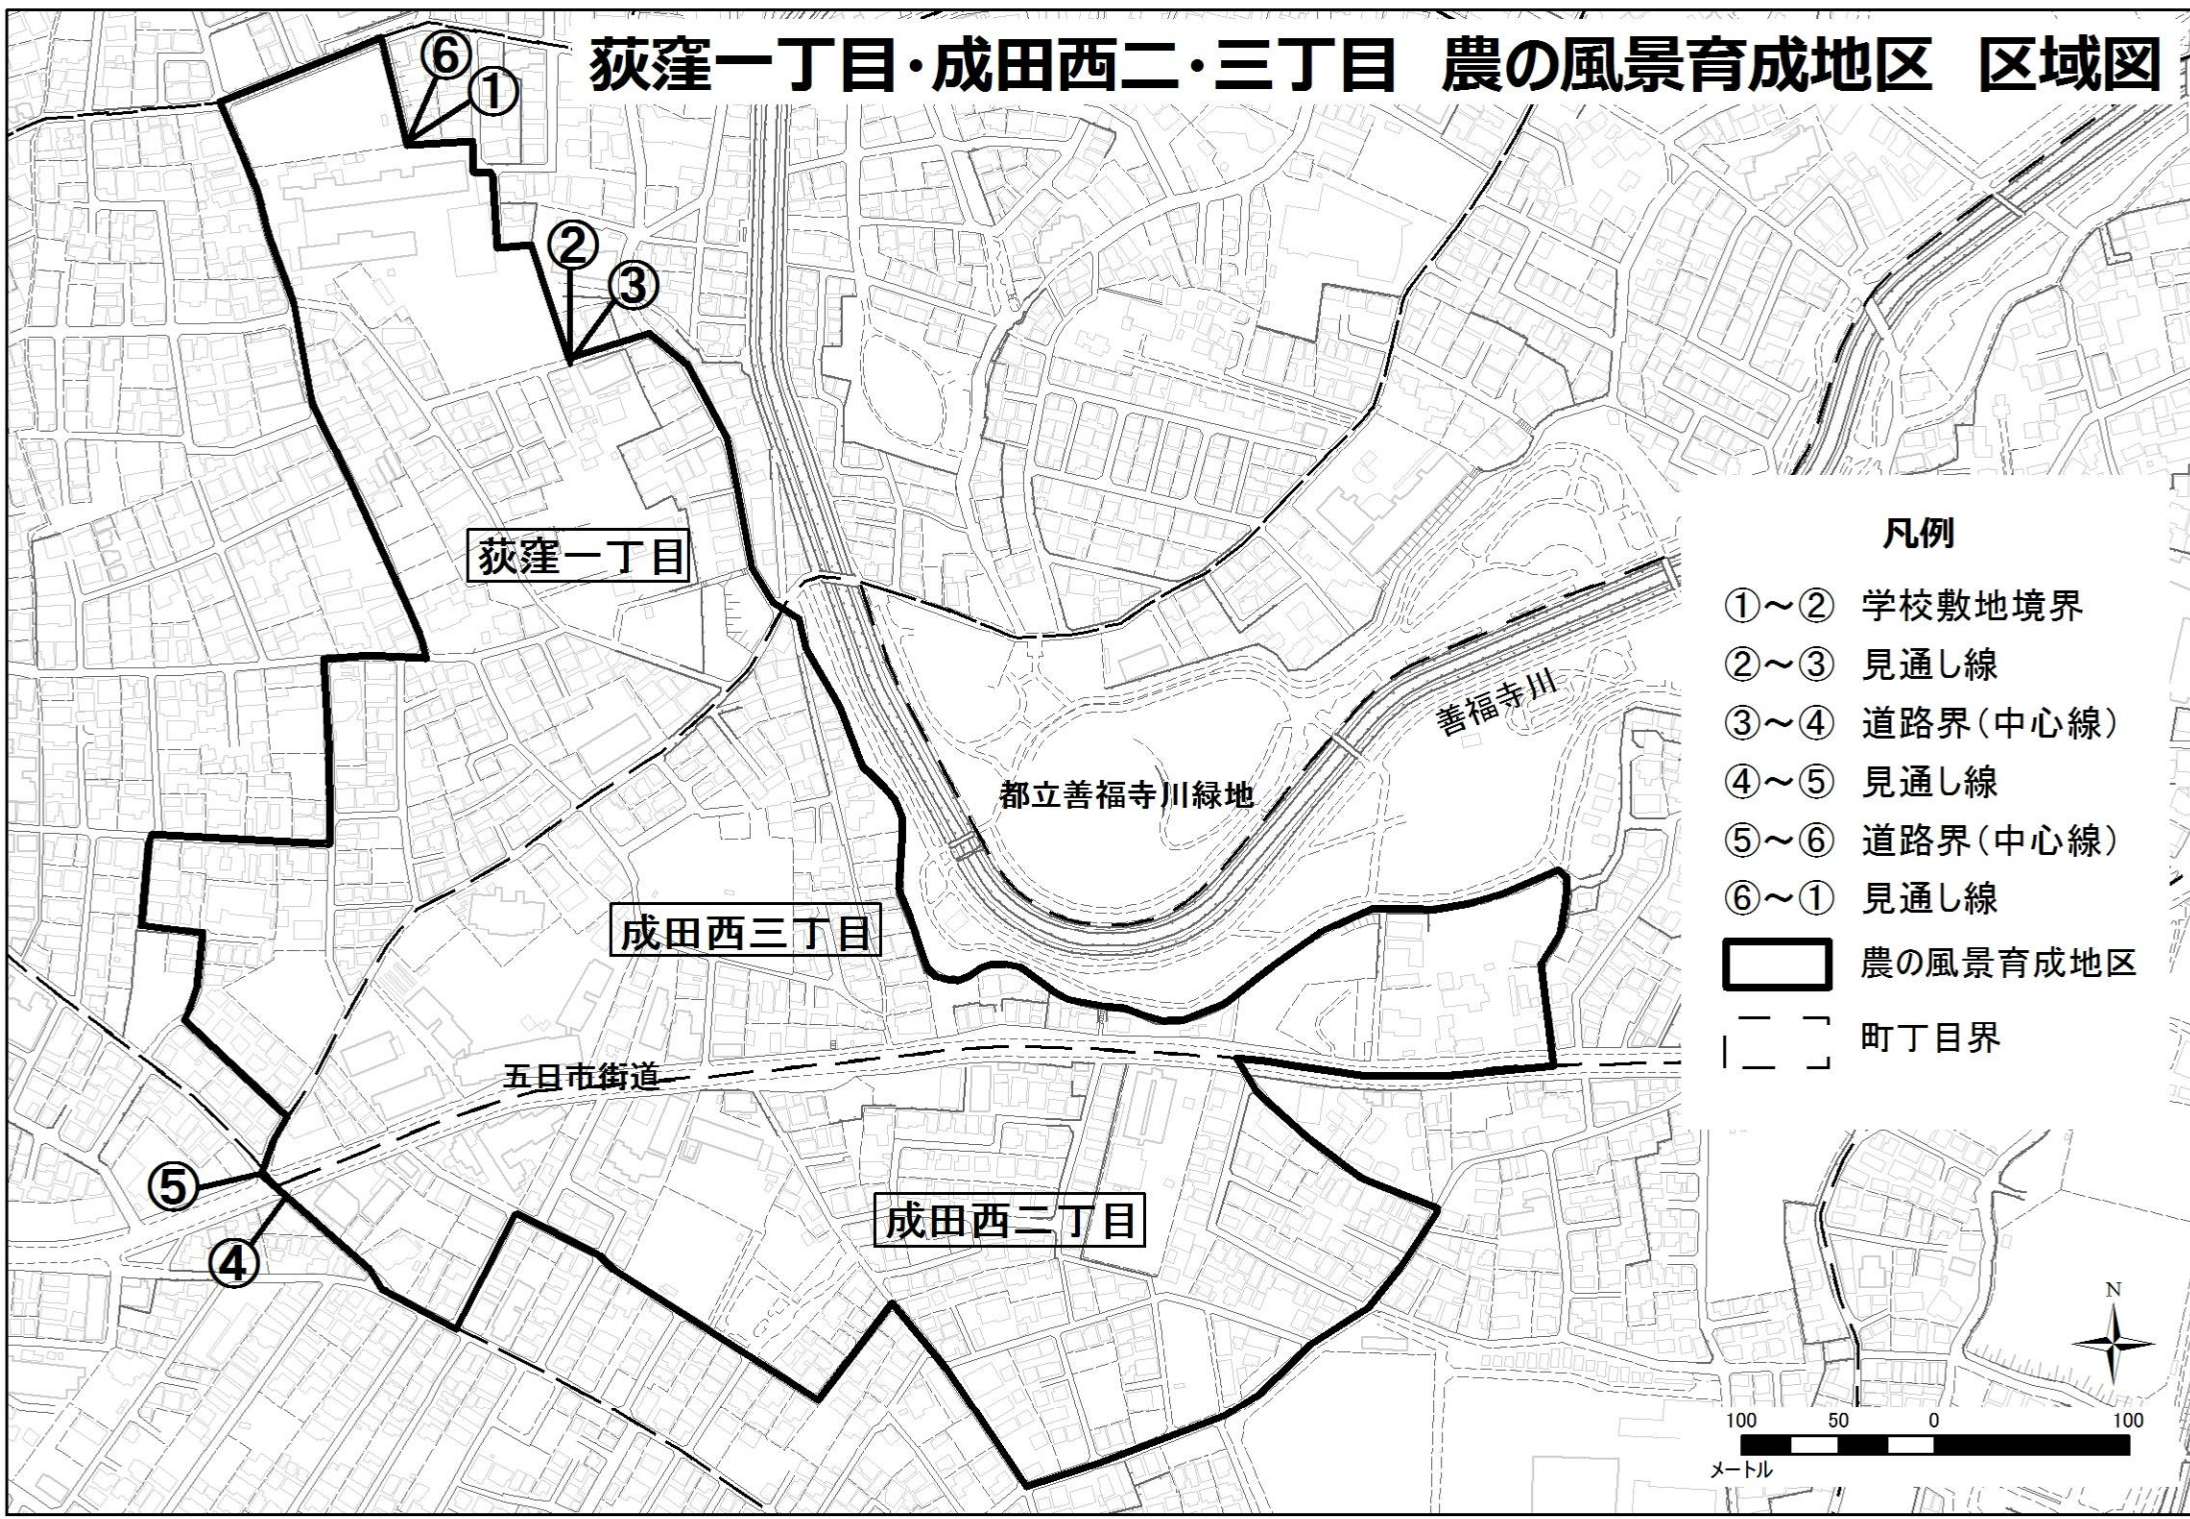 荻窪一丁目・成田西二・三丁目 農の風景育成地区 区域図
⑥
①
②
③
荻窪一丁目
善福寺川
都立善福寺川緑地
成田西三丁目
五日市街道
成田西二丁目
⑤
④
凡例
①～② 学校敷地境界
②～③ 見通し線
③～④ 道路界（中心線）
④～⑤ 見通し線
⑤～⑥ 道路界（中心線）
⑥～① 見通し線
農の風景育成地区
町丁目界
N
100 50 0 100
メートル